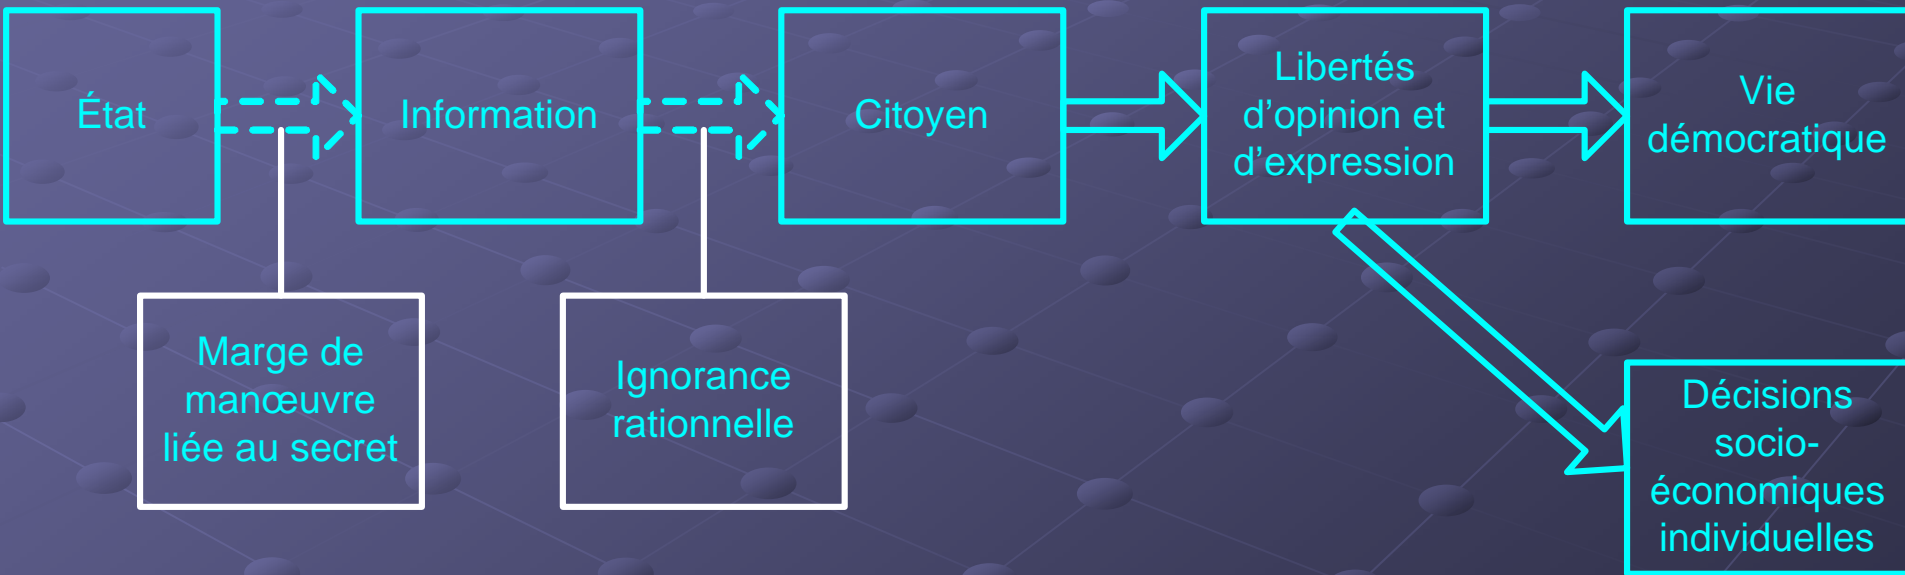 État
Information
Citoyen
Libertés
d’opinion et
d’expression
Vie
démocratique
Marge de
manœuvre
liée au secret
Ignorance
rationnelle
Décisions
socio-
économiques
individuelles